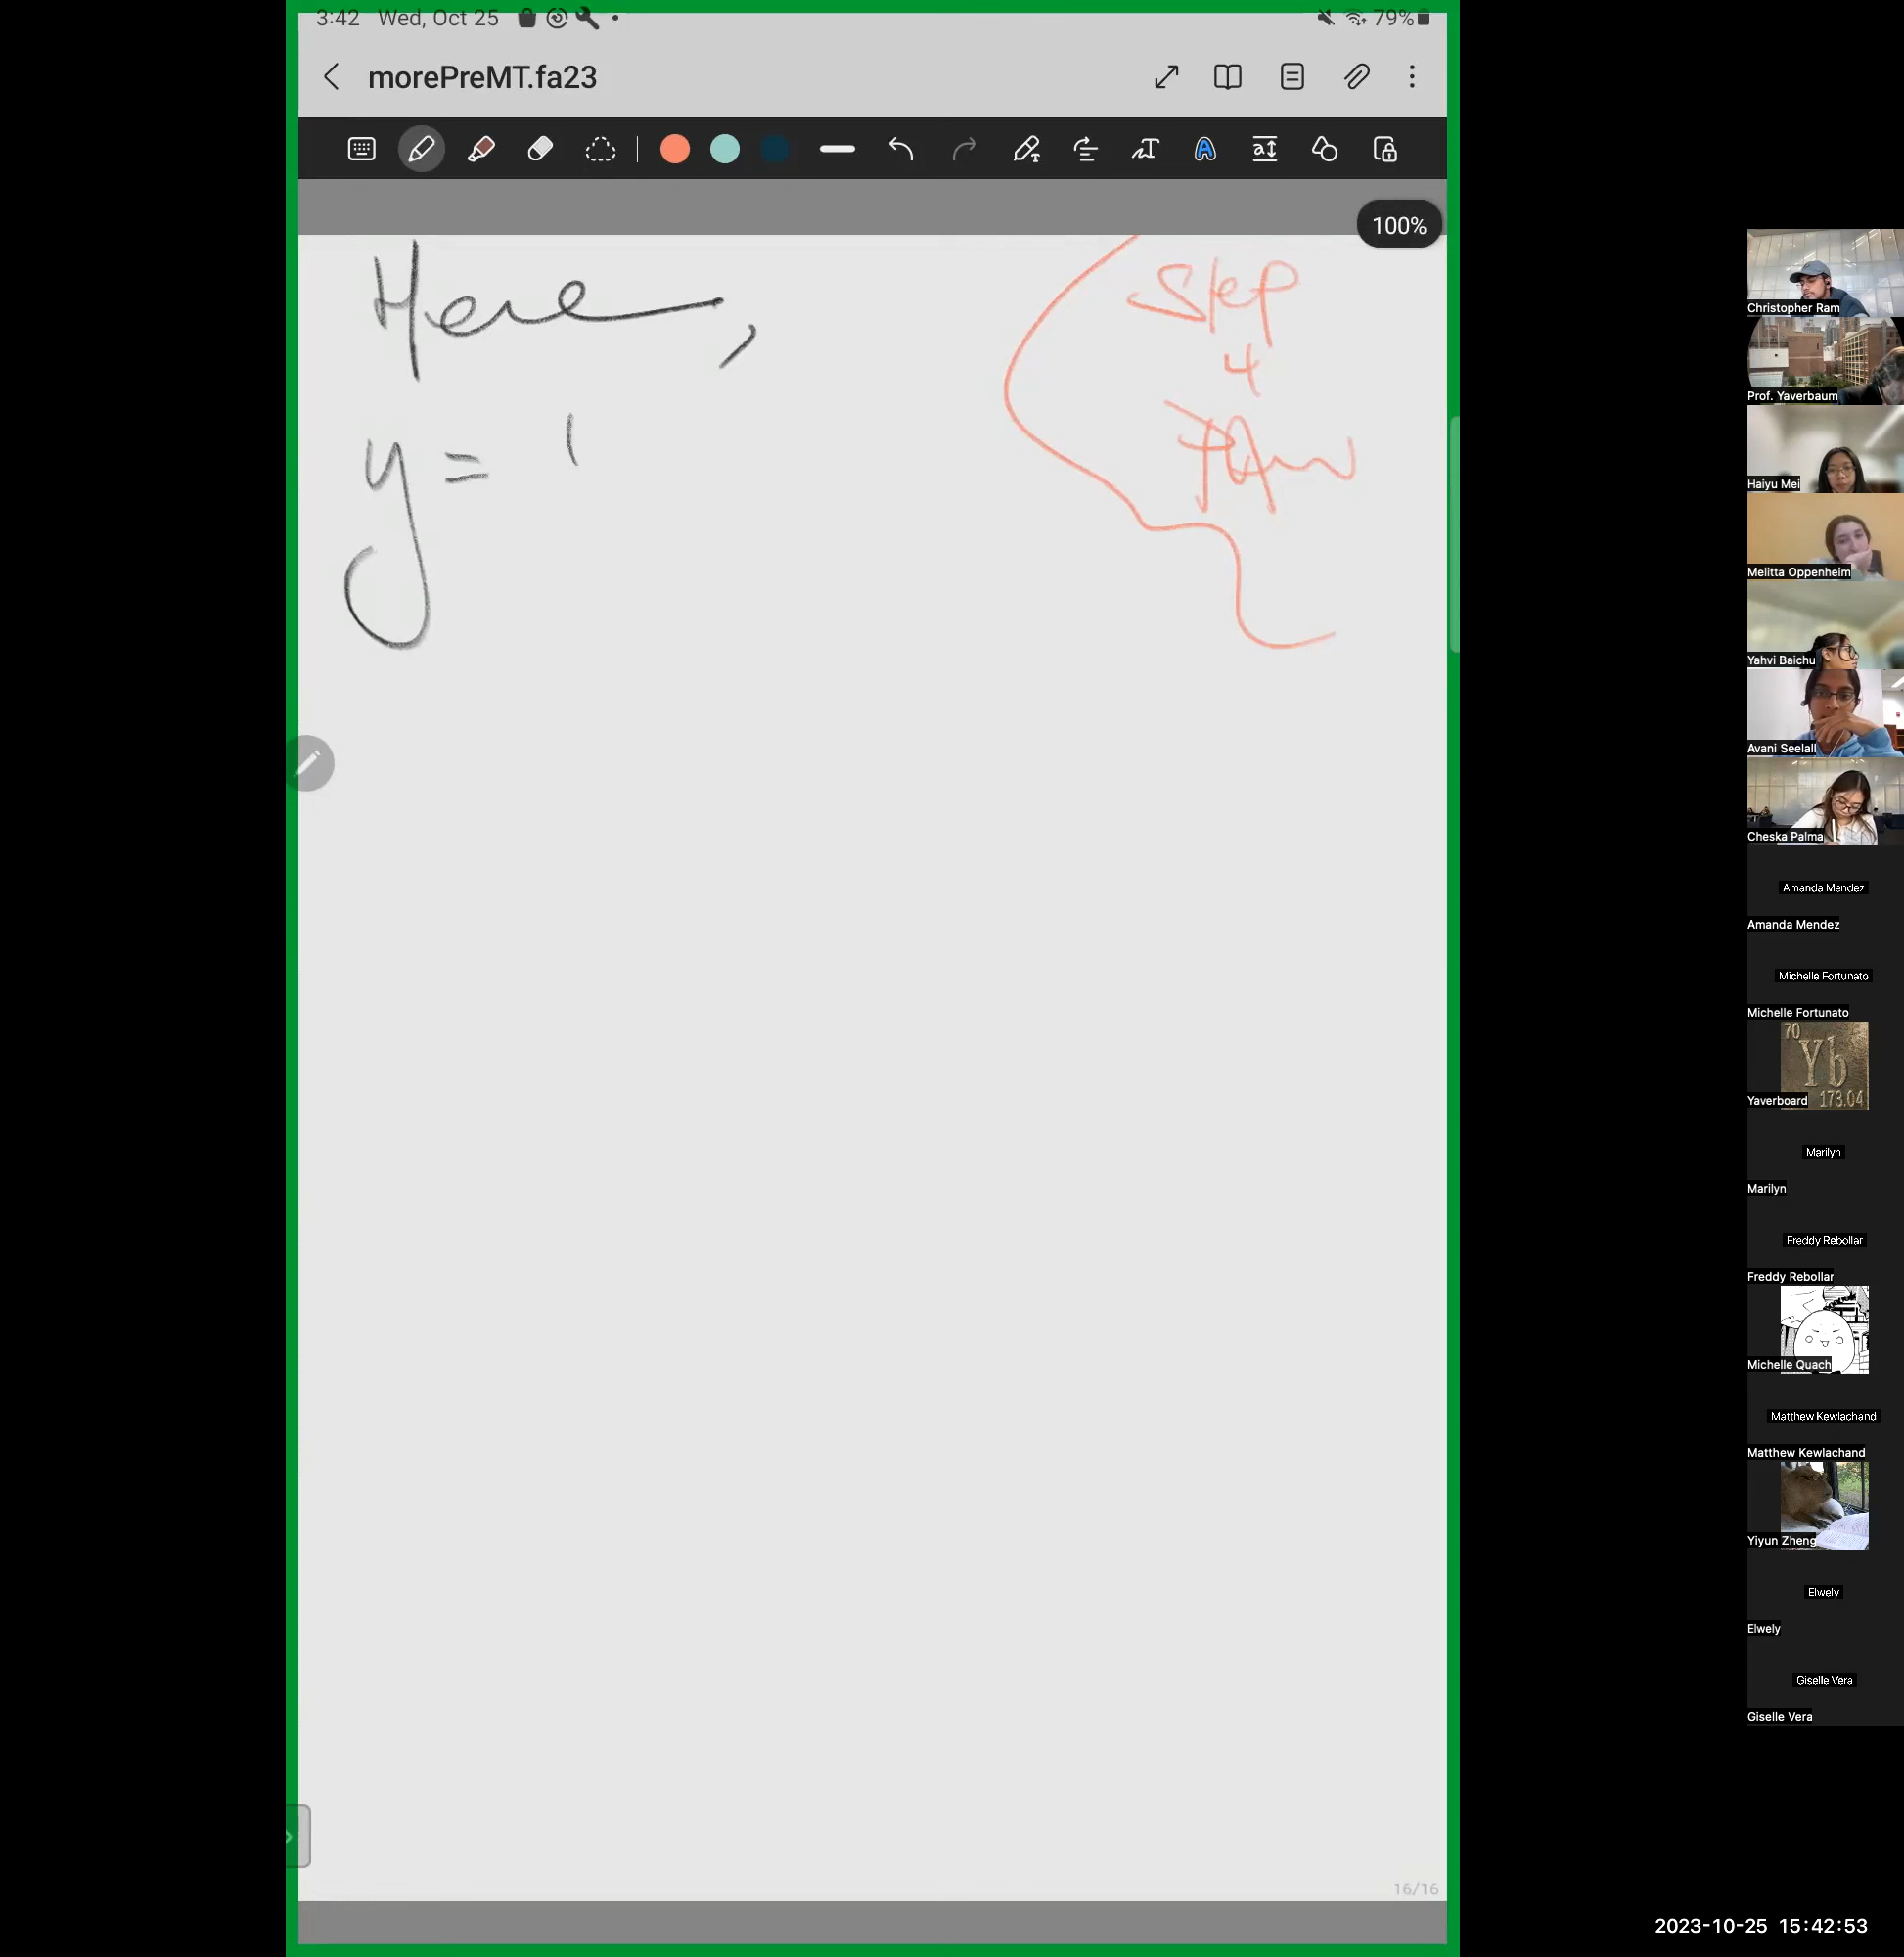 3:42 Wed, Oct 25
79%
morePreMT.fa23
100%
Here,
y = 1
Step
4
16/16
Christopher Ram
Prof. Yaverbaum
Haiyu Mei
Melitta Oppenheim
Yahvi Baichu
Avani Seelall
Cheska Palma
Amanda Mendez
Amanda Mendez
Michelle Fortunato
Michelle Fortunato
70
Yb
173.04
Yaverboard
Marilyn
Marilyn
Freddy Rebollar
Freddy Rebollar
Michelle Quach
Matthew Kewlachand
Matthew Kewlachand
Yiyun Zheng
Elwely
Elwely
Giselle Vera
Giselle Vera
2023-10-25 15:42:53